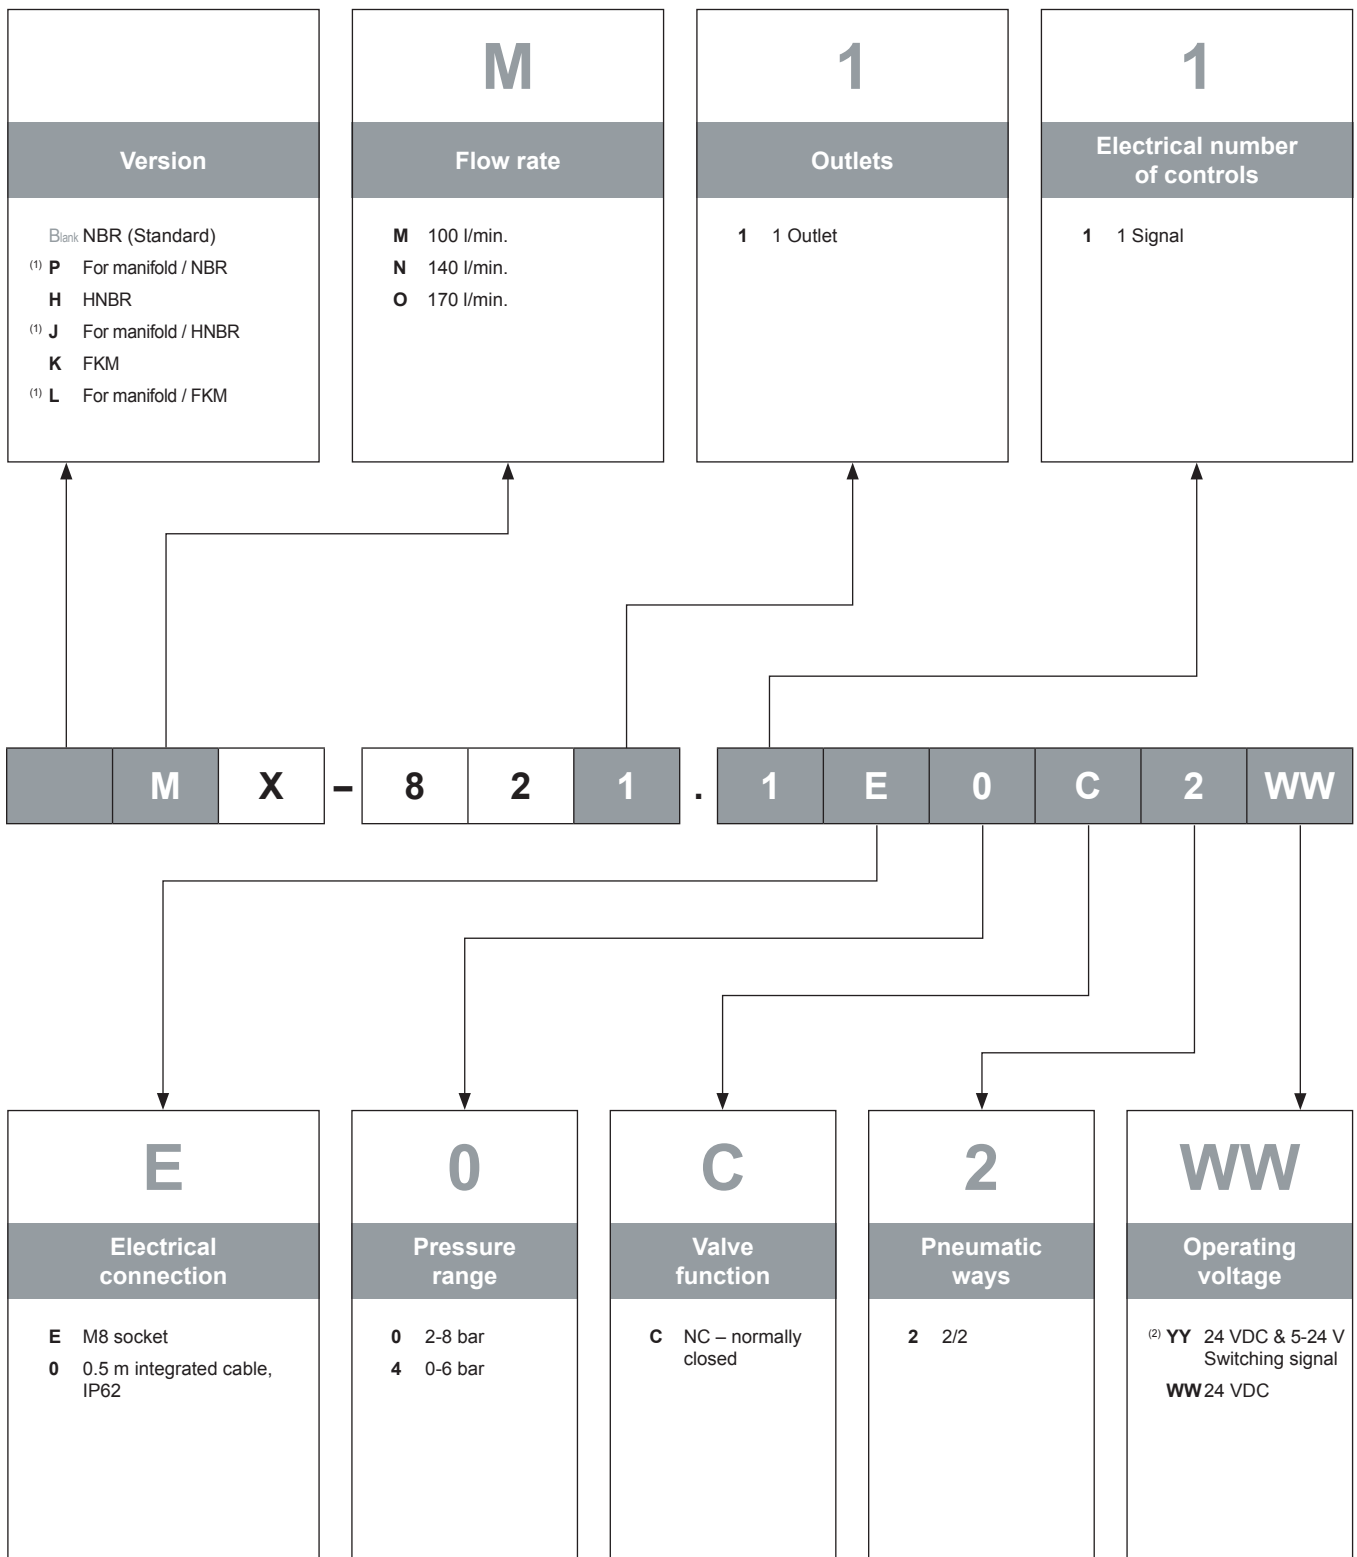 M
1
1
Version
Flow rate
Outlets
Electrical number
of controls
Blank NBR (Standard)
(1) P For manifold / NBR
H HNBR
(1) J For manifold / HNBR
K FKM
(1) L For manifold / FKM
M 100 l/min.
N 140 l/min.
O 170 l/min.
1 1 Outlet
1 1 Signal
M X – 8 2 1 . 1 E 0 C 2 WW
E
0
C
2
WW
Electrical
connection
Pressure
range
Valve
function
Pneumatic
ways
Operating
voltage
E M8 socket
0 0.5 m integrated cable,
IP62
0 2-8 bar
4 0-6 bar
C NC – normally
closed
2 2/2
(2) YY 24 VDC & 5-24 V
Switching signal
WW 24 VDC